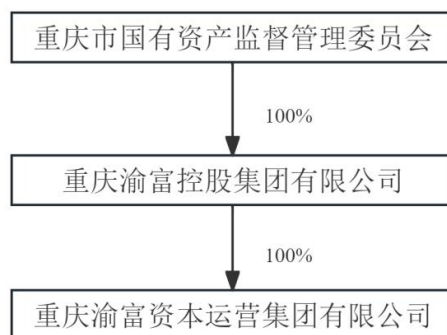 重庆市国有资产监督管理委员会
100%
重庆渝富控股集团有限公司
100%
重庆渝富资本运营集团有限公司